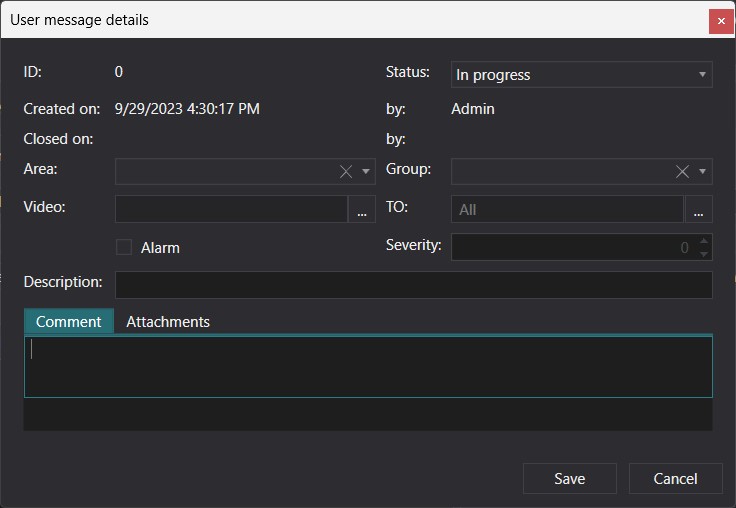 User message details
ID: 0 Status: In progress
Created on: 9/29/2023 4:30:17 PM by: Admin
Closed on: by:
Area: Group:
Video: ... TO: All ...
Alarm Severity: 0
Description:
Comment Attachments
Save Cancel